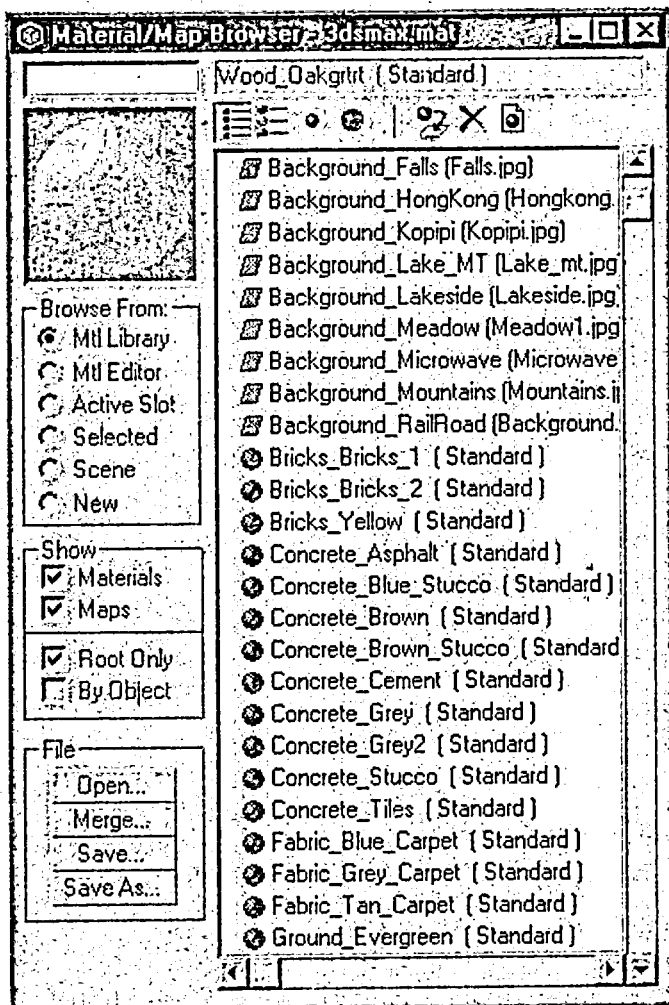 Material/Map Browser - 3dsmax.mat
Wood_Oakgrtrt ( Standard )
Browse From:
Mtl Library
Mtl Editor
Active Slot
Selected
Scene
New
Show
Materials
Maps
Root Only
By Object
File
Open...
Merge...
Save...
Save As...
Background_Falls (Falls.jpg)
Background_HongKong (Hongkong.
Background_Kopipi (Kopipi.jpg)
Background_Lake_MT (Lake_mt.jpg
Background_Lakeside (Lakeside.jpg
Background_Meadow (Meadow1.jpg
Background_Microwave (Microwave
Background_Mountains (Mountains.j
Background_RailRoad (Background.
Bricks_Bricks_1 ( Standard )
Bricks_Bricks_2 ( Standard )
Bricks_Yellow ( Standard )
Concrete_Asphalt ( Standard )
Concrete_Blue_Stucco ( Standard )
Concrete_Brown ( Standard )
Concrete_Brown_Stucco ( Standard
Concrete_Cement ( Standard )
Concrete_Grey ( Standard )
Concrete_Grey2 ( Standard )
Concrete_Stucco ( Standard )
Concrete_Tiles ( Standard )
Fabric_Blue_Carpet ( Standard )
Fabric_Grey_Carpet ( Standard )
Fabric_Tan_Carpet ( Standard )
Ground_Evergreen ( Standard )